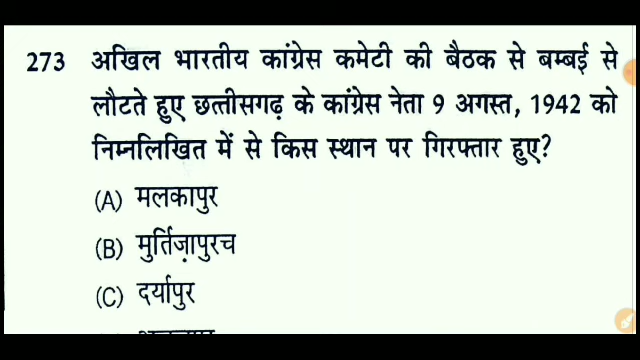 273 अखिल भारतीय कांग्रेस कमेटी की बैठक से बम्बई से
लौटते हुए छत्तीसगढ़ के कांग्रेस नेता 9 अगस्त, 1942 को
निम्नलिखित में से किस स्थान पर गिरफ्तार हुए?
(A) मलकापुर
(B) मुर्तिज़ापुरच
(C) दर्यापुर